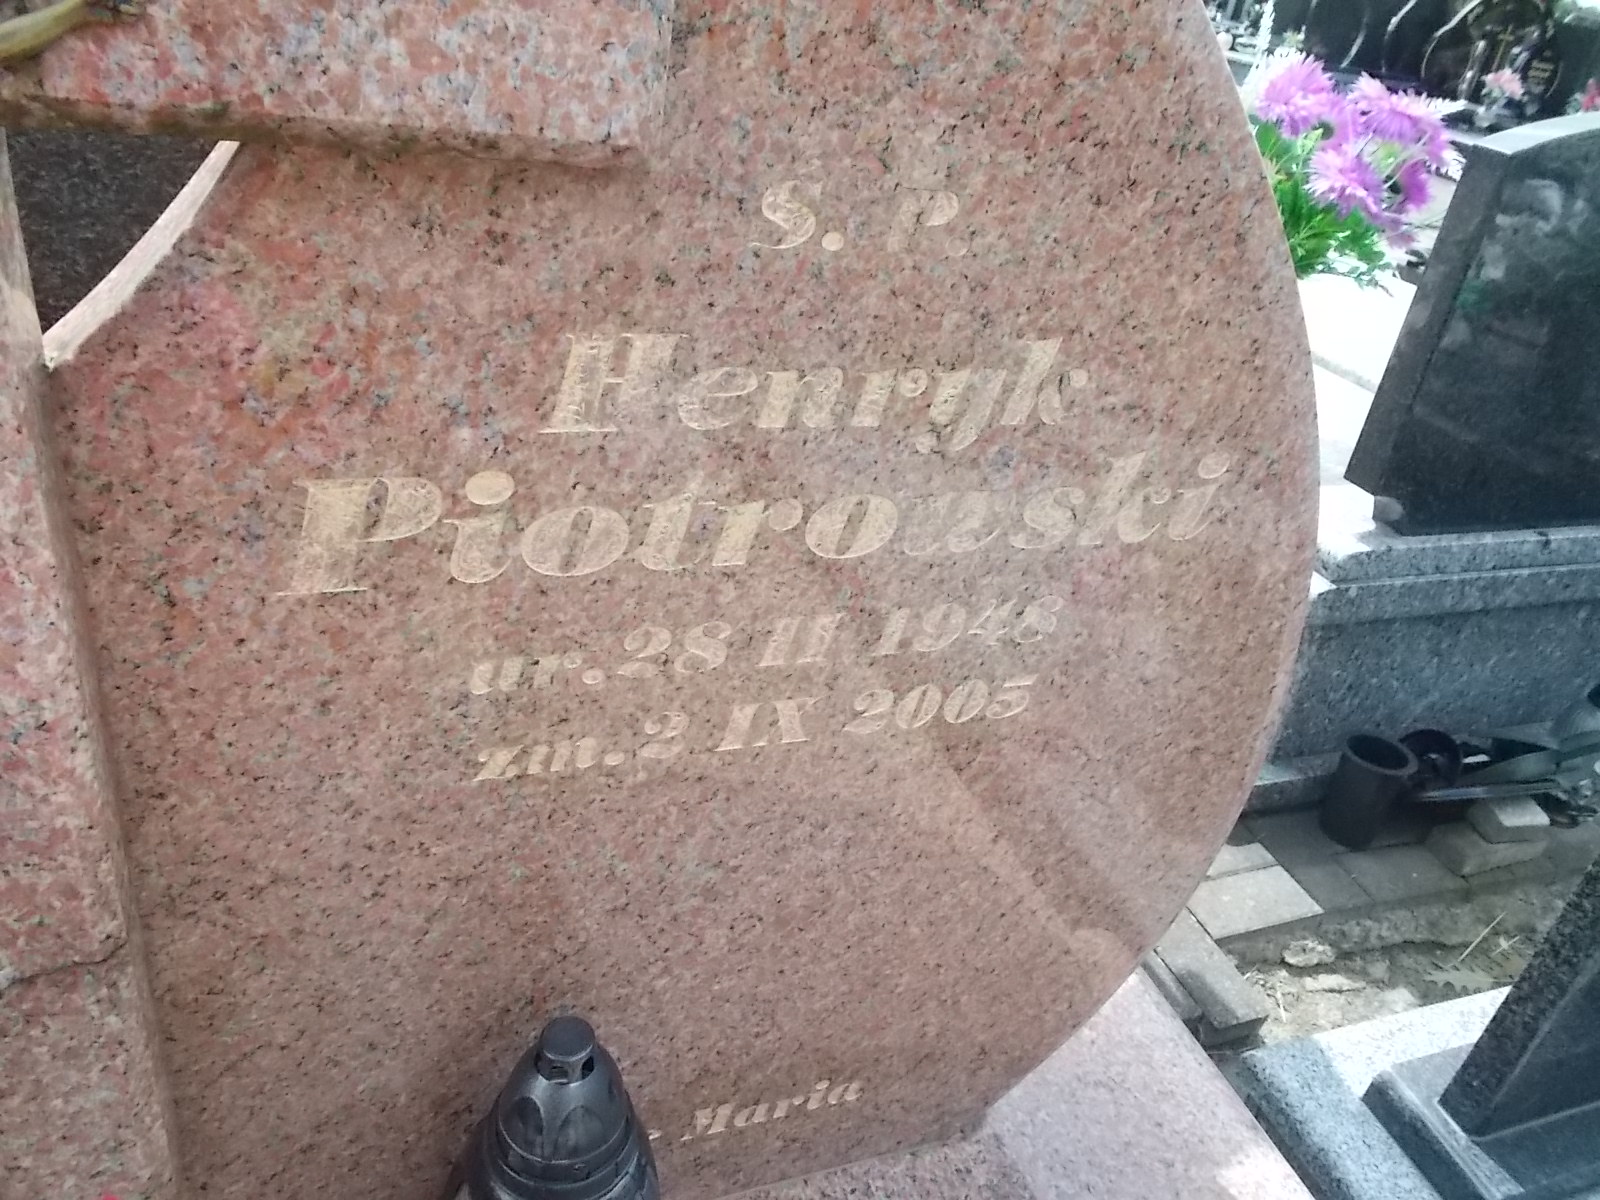 S. P.
Henryk
Piotrowski
ur. 28 II 1948
zm. 2 IX 2005
Maria